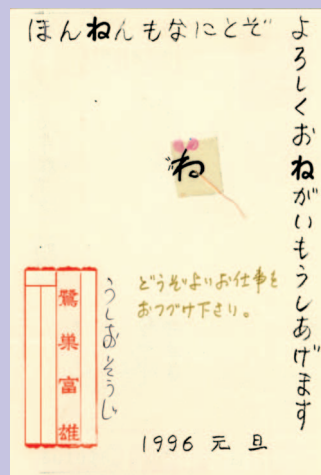 ほんねんもなにとぞ
よろしくおねがいもうしあげます
ね
どうぞよいお仕事を
おつづけ下さい。
うしおそうじ
鷺巣富雄
1996 元旦